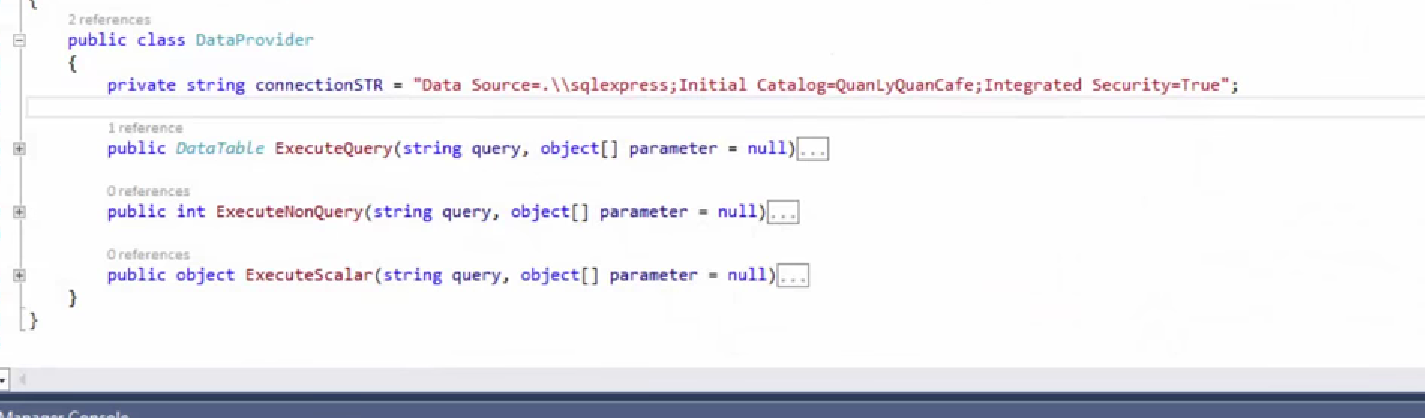 {
2 references
public class DataProvider
{
private string connectionSTR = "Data Source=.\\sqlexpress;Initial Catalog=QuanLyQuanCafe;Integrated Security=True";
1 reference
public DataTable ExecuteQuery(string query, object[] parameter = null)...
0 references
public int ExecuteNonQuery(string query, object[] parameter = null)...
0 references
public object ExecuteScalar(string query, object[] parameter = null)...
}
}
Manager Console